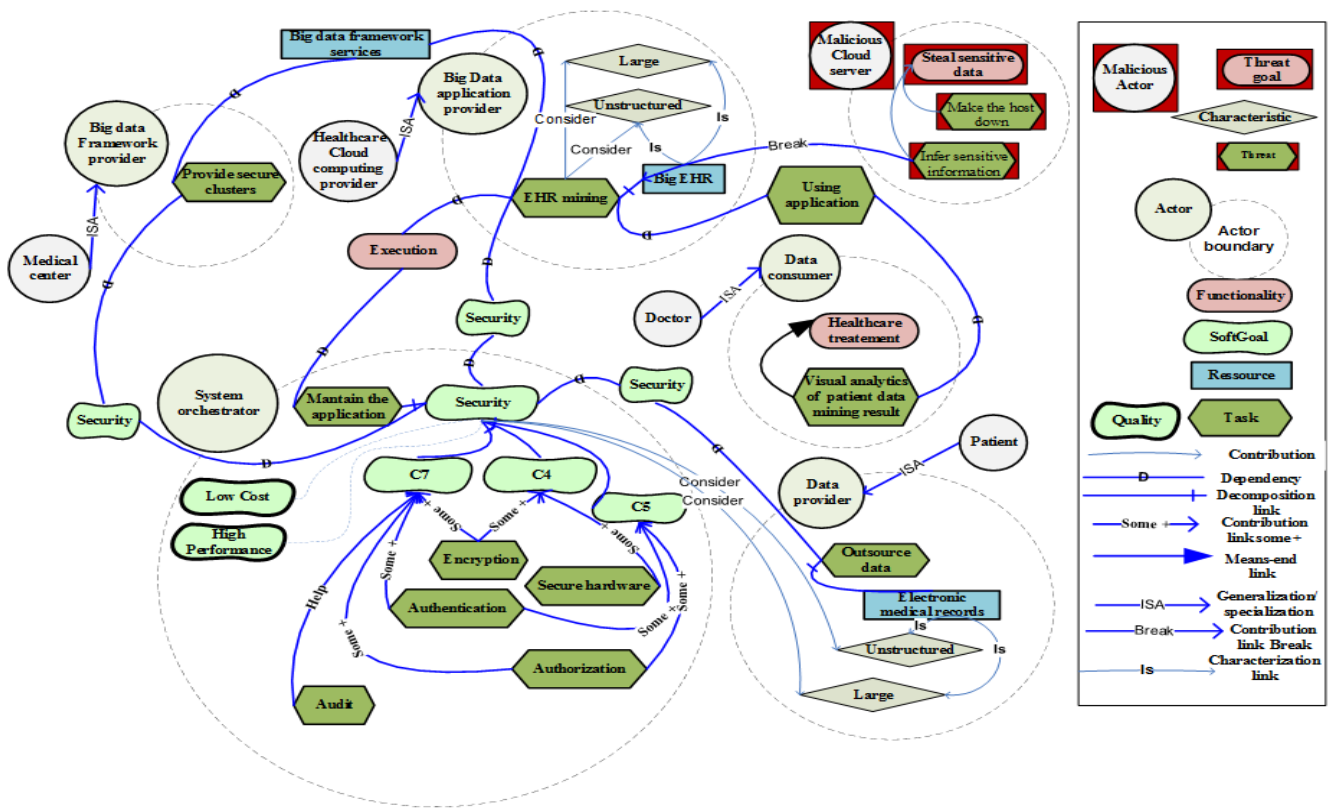 Big data framework
services
Big Data
application
provider
Large
Unstructured
Consider
Consider
Is
Is
Malicious
Cloud
server
Steal sensitive
data
Make the host
down
Infer sensitive
information
Break
Big data
Framework
provider
ISA
Healthcare
Cloud
computing
provider
ISA
Provide secure
clusters
EHR mining
Big EHR
Using
application
Medical
center
Execution
Data
consumer
ISA
Doctor
Healthcare
treatement
Visual analytics
of patient data
mining result
Security
System
orchestrator
Mantain the
application
Security
Security
Security
D
D
D
D
D
D
D
D
D
D
D
D
Patient
ISA
Data
provider
Low Cost
High
Performance
C7
C4
C5
Consider
Consider
Some +
Some +
Some +
Encryption
Secure hardware
Some +
Authentication
Some +
Some +
Help
Some +
Authorization
Audit
Outsource
data
Electronic
medical records
Is
Unstructured
Is
Large
Malicious
Actor
Threat
goal
Characteristic
Threat
Actor
Actor
boundary
Functionality
SoftGoal
Ressource
Quality
Task
Contribution
D
Dependency
Decomposition
link
Some +
Contribution
link some +
Means-end
link
ISA
Generalization/
specialization
Break
Contribution
link Break
Is
Characterization
link